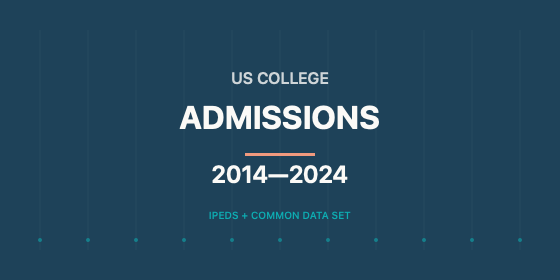 US COLLEGE
ADMISSIONS
2014—2024
IPEDS + COMMON DATA SET